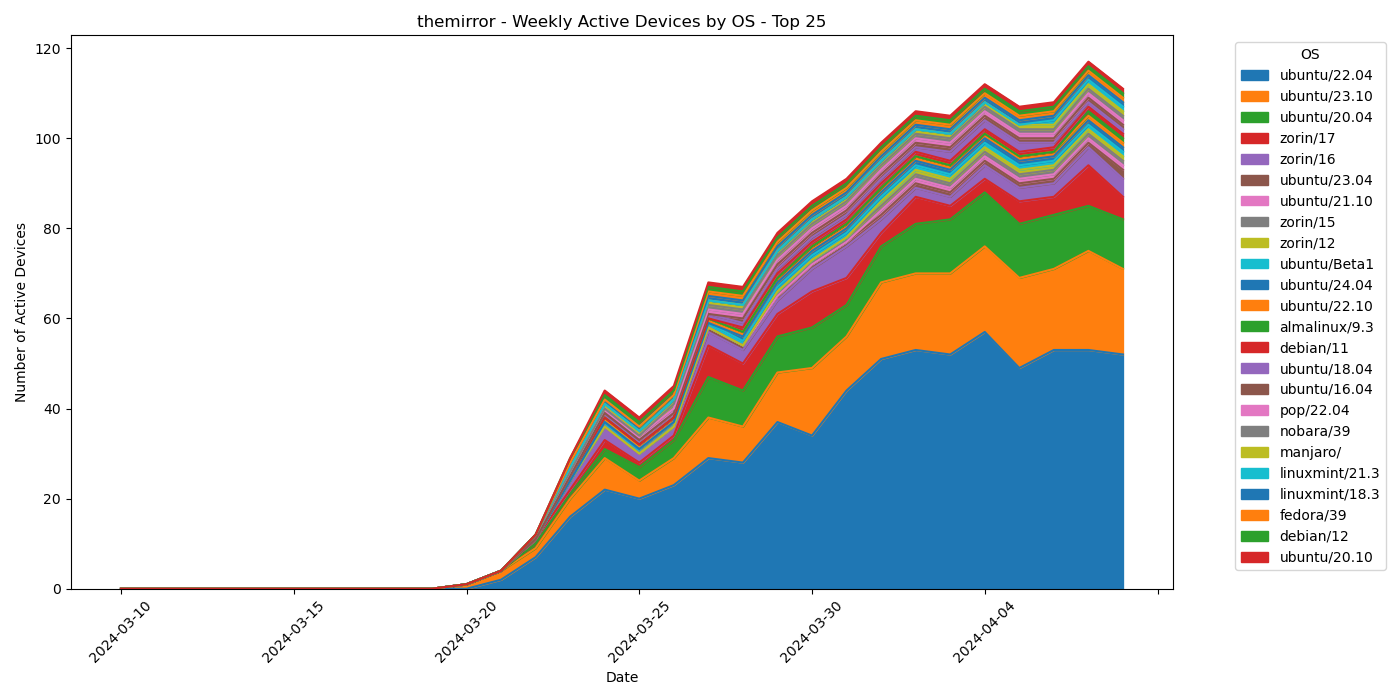 themirror - Weekly Active Devices by OS - Top 25
Number of Active Devices
120
100
80
60
40
20
0
2024-03-10
2024-03-15
2024-03-20
2024-03-25
2024-03-30
2024-04-04
Date
OS
ubuntu/22.04
ubuntu/23.10
ubuntu/20.04
zorin/17
zorin/16
ubuntu/23.04
ubuntu/21.10
zorin/15
zorin/12
ubuntu/Beta1
ubuntu/24.04
ubuntu/22.10
almalinux/9.3
debian/11
ubuntu/18.04
ubuntu/16.04
pop/22.04
nobara/39
manjaro/
linuxmint/21.3
linuxmint/18.3
fedora/39
debian/12
ubuntu/20.10